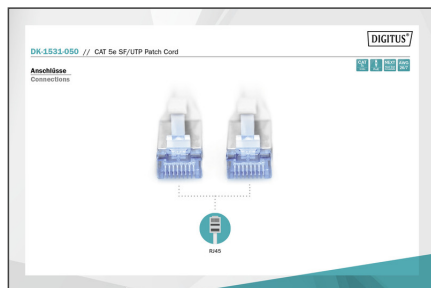 DIGITUS®
DK-1531-050 // CAT 5e SF/UTP Patch Cord
Anschlüsse
Connections
RJ45